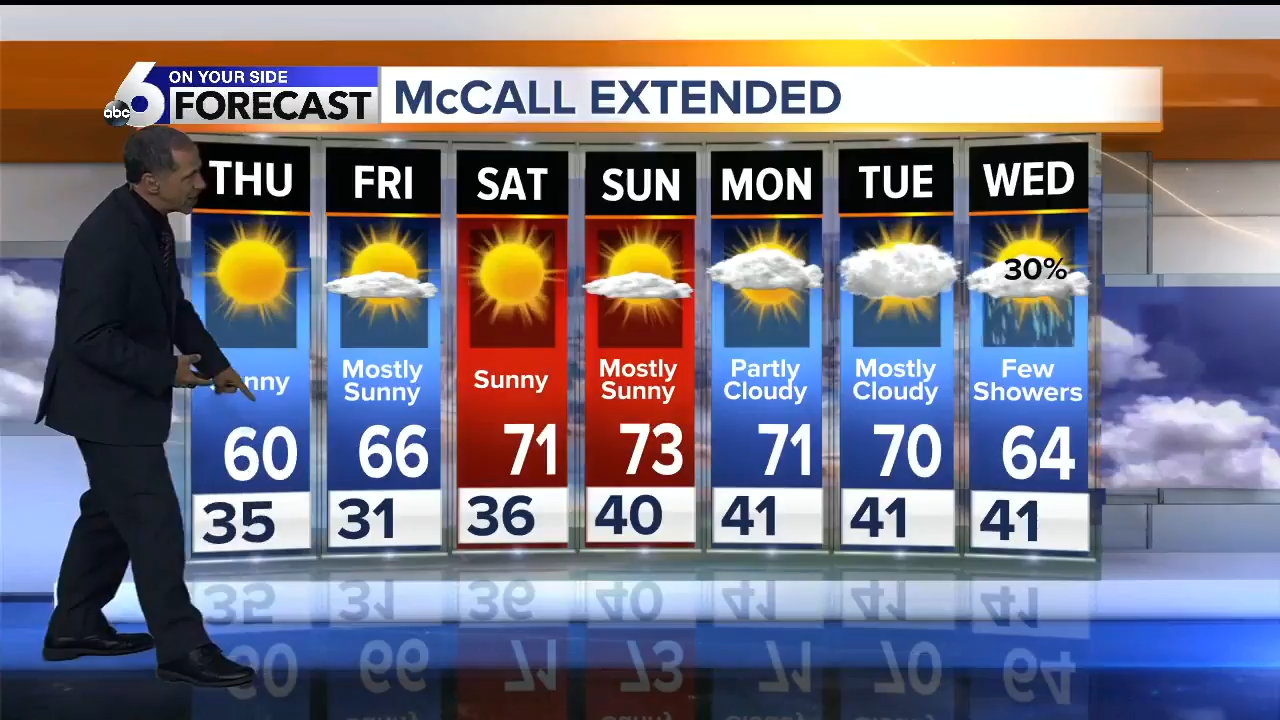 abc 6
ON YOUR SIDE
FORECAST
McCALL EXTENDED
THU FRI SAT SUN MON TUE WED
30%
nny
Mostly
Sunny
Sunny
Mostly
Sunny
Partly
Cloudy
Mostly
Cloudy
Few
Showers
60 66 71 73 71 70 64
35 31 36 40 41 41 41